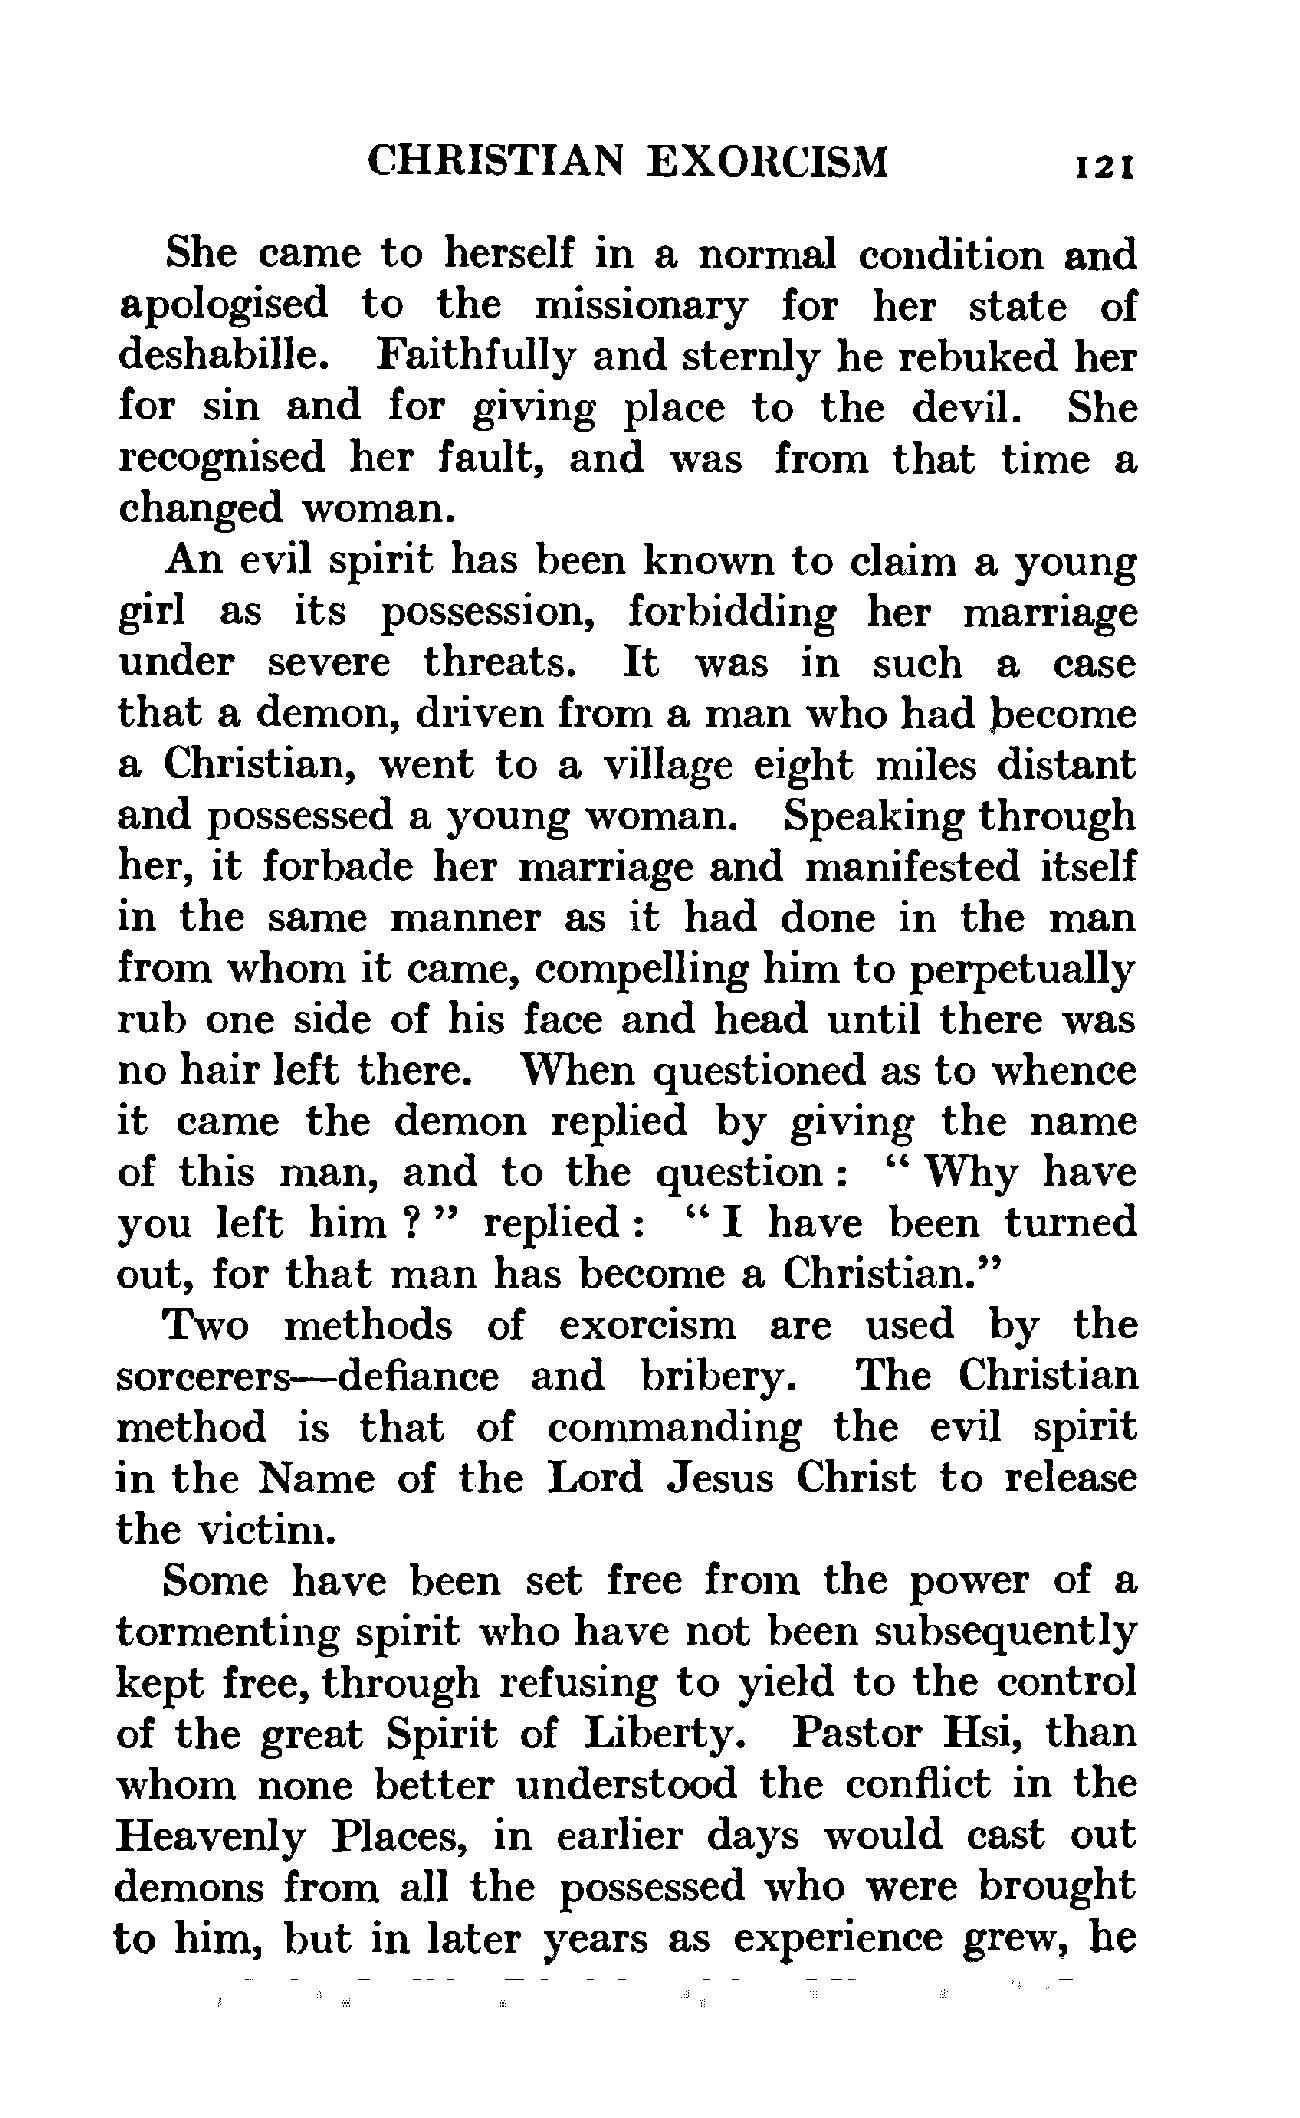 CHRISTIAN EXORCISM 121
She came to herself in a normal condition and
apologised to the missionary for her state of
deshabille. Faithfully and sternly he rebuked her
for sin and for giving place to the devil. She
recognised her fault, and was from that time a
changed woman.
An evil spirit has been known to claim a young
girl as its possession, forbidding her marriage
under severe threats. It was in such a case
that a demon, driven from a man who had become
a Christian, went to a village eight miles distant
and possessed a young woman. Speaking through
her, it forbade her marriage and manifested itself
in the same manner as it had done in the man
from whom it came, compelling him to perpetually
rub one side of his face and head until there was
no hair left there. When questioned as to whence
it came the demon replied by giving the name
of this man, and to the question : “ Why have
you left him ? ” replied : “ I have been turned
out, for that man has become a Christian.”
Two methods of exorcism are used by the
sorcerers—defiance and bribery. The Christian
method is that of commanding the evil spirit
in the Name of the Lord Jesus Christ to release
the victim.
Some have been set free from the power of a
tormenting spirit who have not been subsequently
kept free, through refusing to yield to the control
of the great Spirit of Liberty. Pastor Hsi, than
whom none better understood the conflict in the
Heavenly Places, in earlier days would cast out
demons from all the possessed who were brought
to him, but in later years as experience grew, he